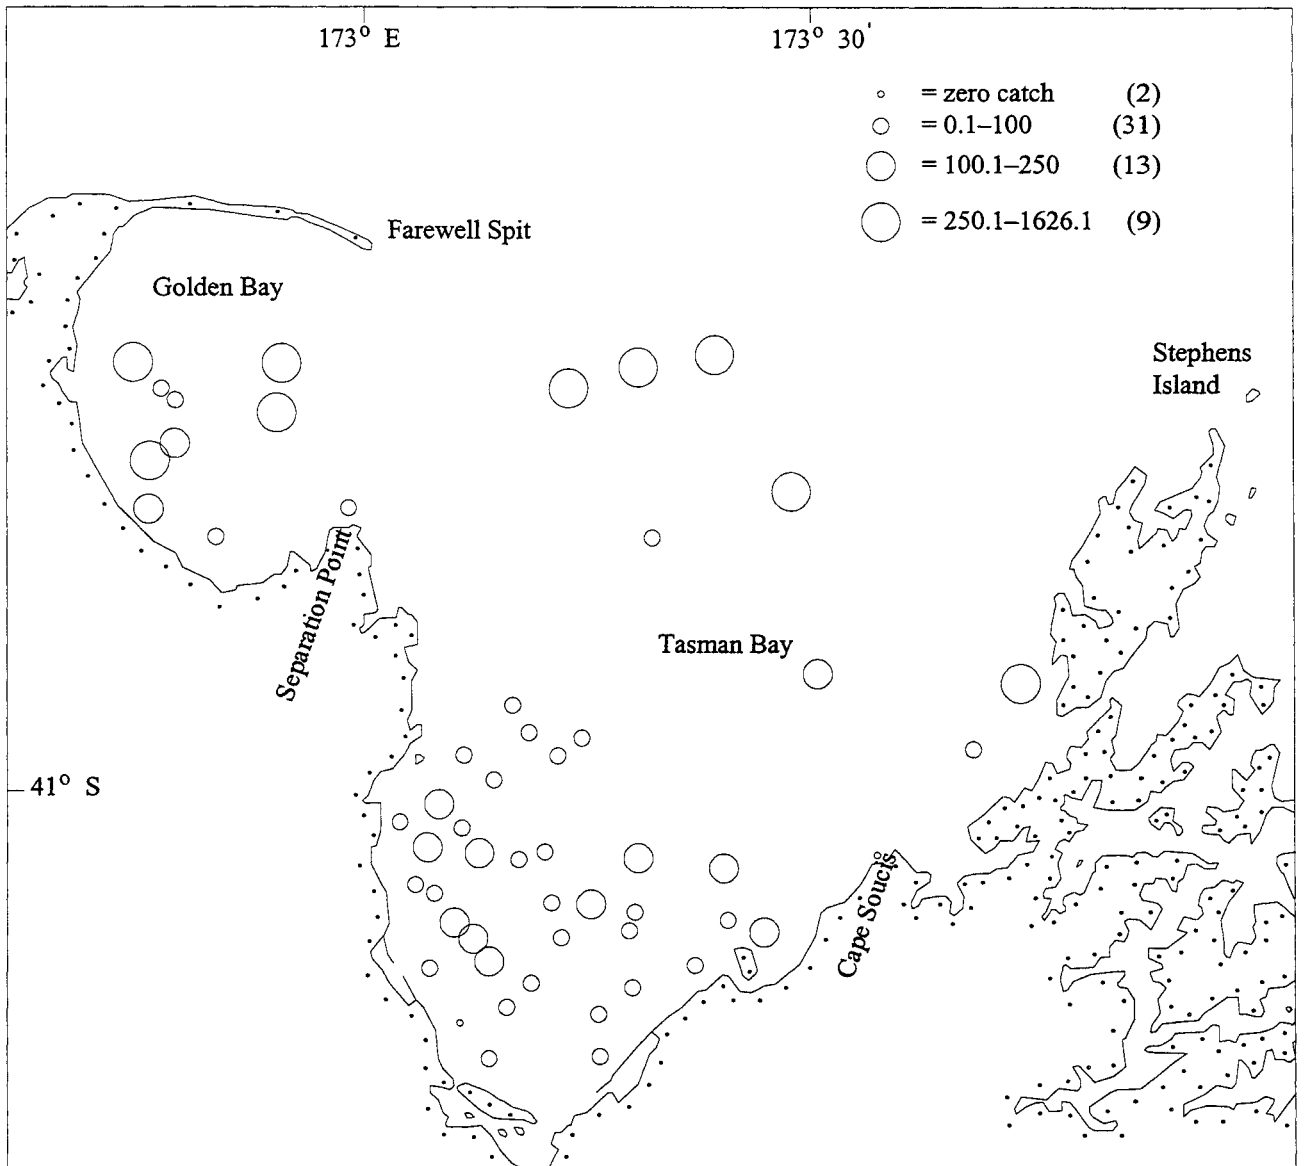 173° E
173° 30'
= zero catch (2)
= 0.1–100 (31)
= 100.1–250 (13)
= 250.1–1626.1 (9)
Farewell Spit
Golden Bay
Stephens
Island
Separation Point
Tasman Bay
41° S
Cape Soucis